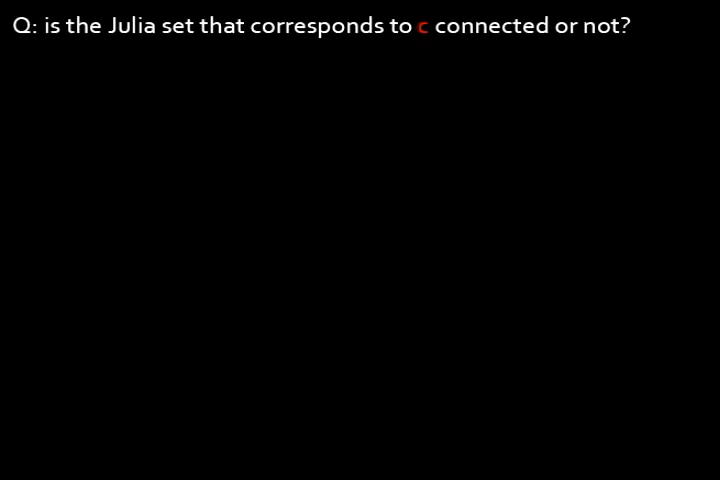 Q: is the Julia set that corresponds to c connected or not?